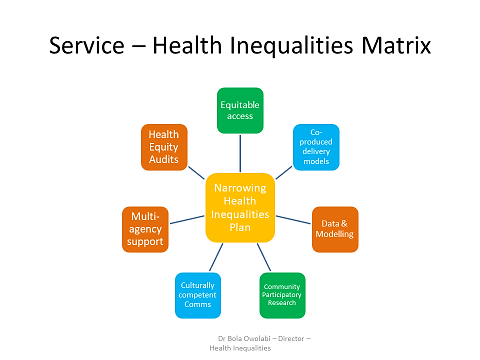 Service – Health Inequalities Matrix
Equitable
access
Co-
produced
delivery
models
Data &
Modelling
Community
Participatory
Research
Culturally
competent
Comms
Multi-
agency
support
Health
Equity
Audits
Narrowing
Health
Inequalities
Plan
Dr Bola Owolabi – Director –
Health Inequalities